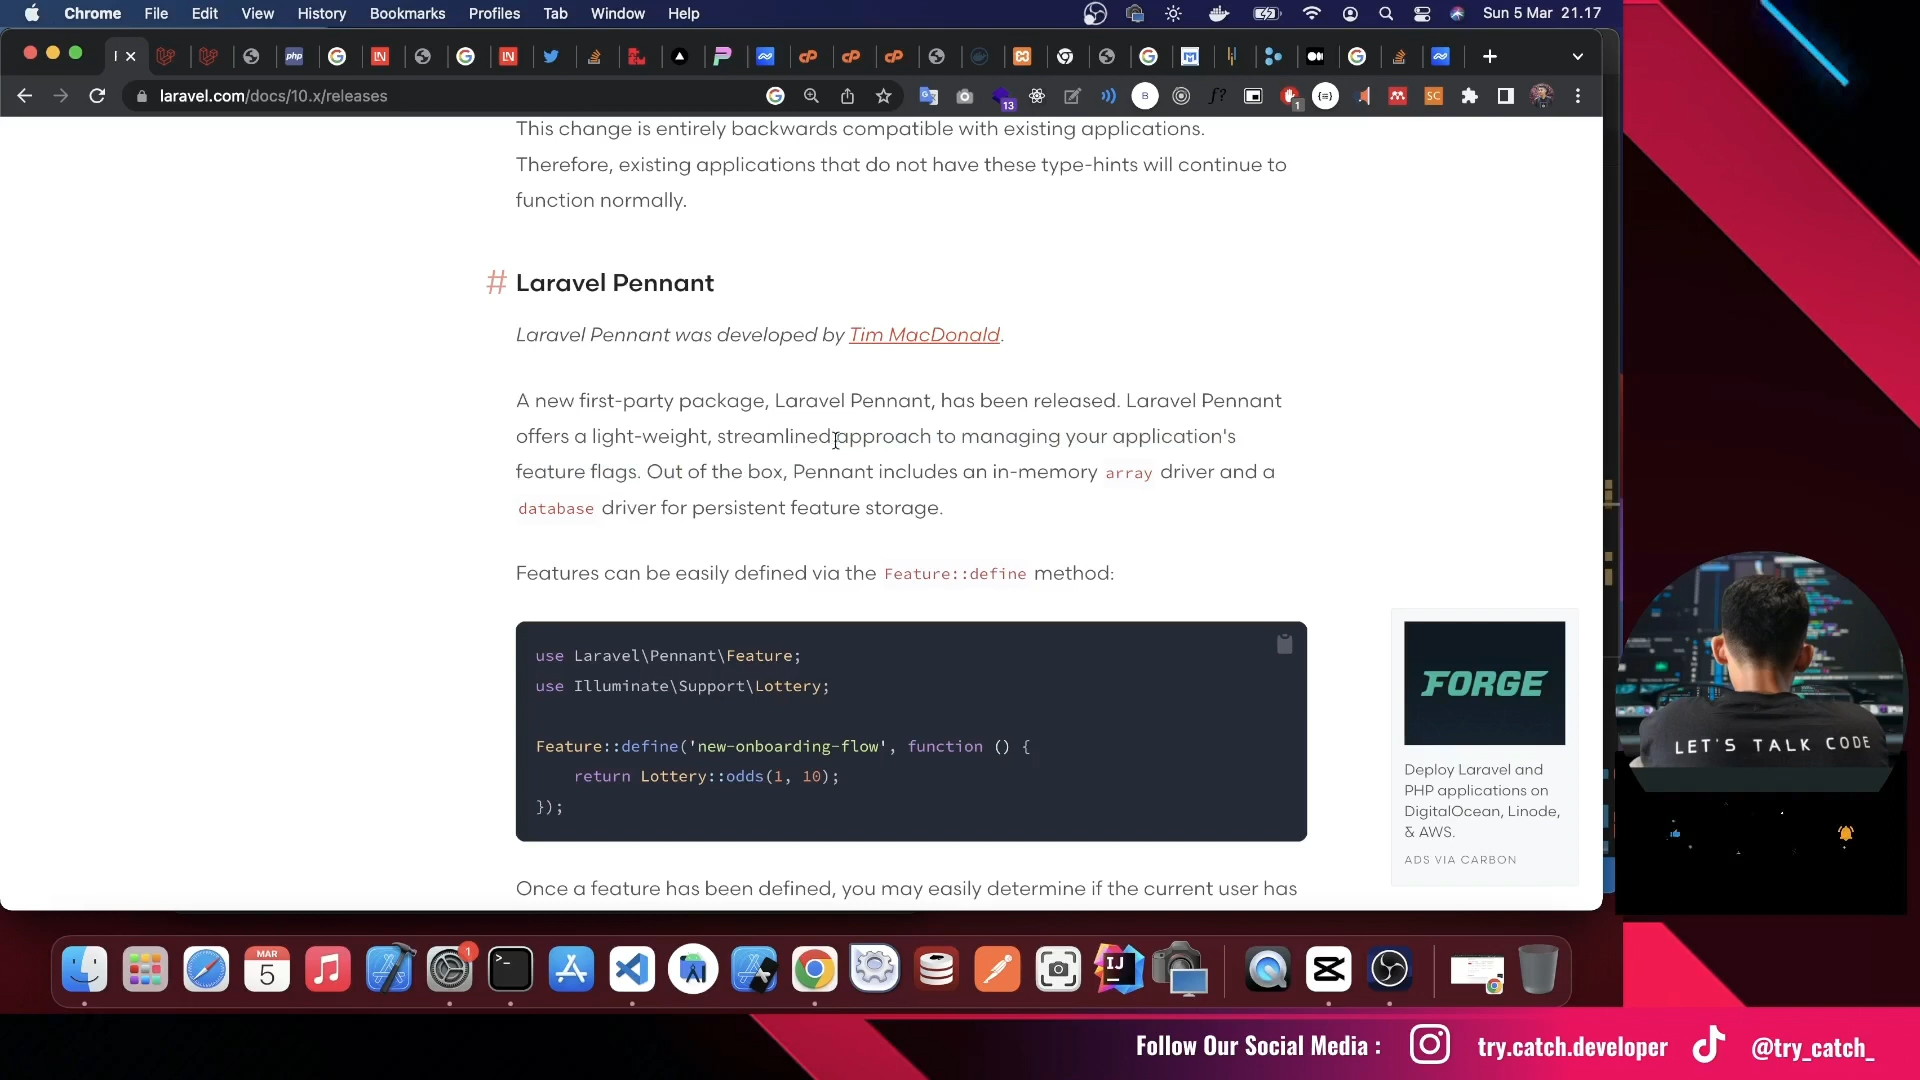 Chrome File Edit View History Bookmarks Profiles Tab Window Help
Sun 5 Mar 21.17
laravel.com/docs/10.x/releases
13
1
This change is entirely backwards compatible with existing applications.
Therefore, existing applications that do not have these type-hints will continue to
function normally.
# Laravel Pennant
Laravel Pennant was developed by Tim MacDonald.
A new first-party package, Laravel Pennant, has been released. Laravel Pennant
offers a light-weight, streamlined approach to managing your application's
feature flags. Out of the box, Pennant includes an in-memory array driver and a
database driver for persistent feature storage.
Features can be easily defined via the Feature::define method:
use Laravel\Pennant\Feature;
use Illuminate\Support\Lottery;
Feature::define('new-onboarding-flow', function () {
return Lottery::odds(1, 10);
});
Once a feature has been defined, you may easily determine if the current user has
FORGE
Deploy Laravel and
PHP applications on
DigitalOcean, Linode,
& AWS.
ADS VIA CARBON
LET'S TALK CODE
MAR
5
1
IJ
Follow Our Social Media :
try.catch.developer
@try_catch_